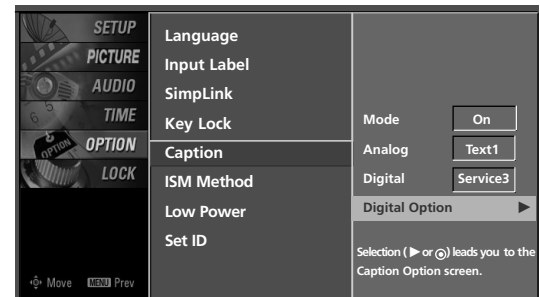 SETUP
PICTURE
AUDIO
TIME
OPTION
LOCK
Move MENU Prev
Language
Input Label
SimpLink
Key Lock
Caption
ISM Method
Low Power
Set ID
Mode On
Analog Text1
Digital Service3
Digital Option ▶
Selection (▶ or ◉) leads you to the
Caption Option screen.